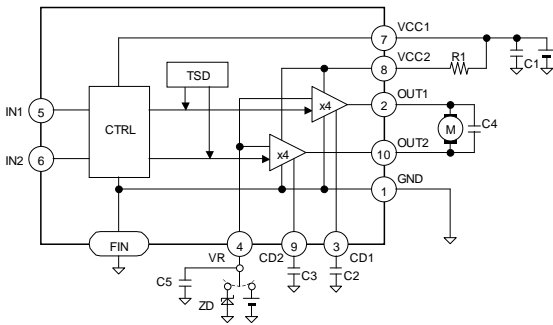 VCC1
7
VCC2
8
R1
C1
TSD
OUT1
2
IN1
5
CTRL
x4
M
C4
OUT2
10
IN2
6
x4
GND
1
FIN
4
9
3
VR
CD2
CD1
C5
C3
C2
ZD